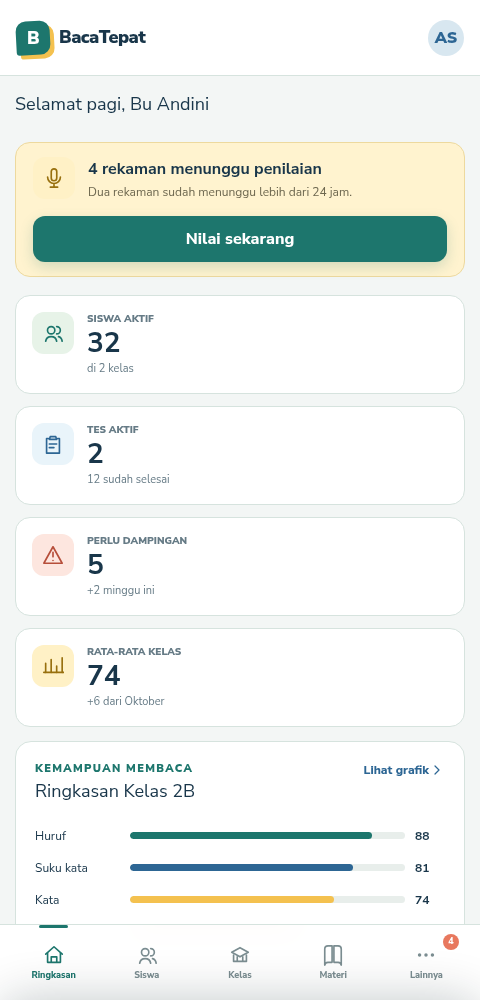 B BacaTepat AS
Selamat pagi, Bu Andini
4 rekaman menunggu penilaian
Dua rekaman sudah menunggu lebih dari 24 jam.
Nilai sekarang
SISWA AKTIF
32
di 2 kelas
TES AKTIF
2
12 sudah selesai
PERLU DAMPINGAN
5
+2 minggu ini
RATA-RATA KELAS
74
+6 dari Oktober
KEMAMPUAN MEMBACA
Lihat grafik
Ringkasan Kelas 2B
Huruf 88
Suku kata 81
Kata 74
4
Ringkasan Siswa Kelas Materi Lainnya